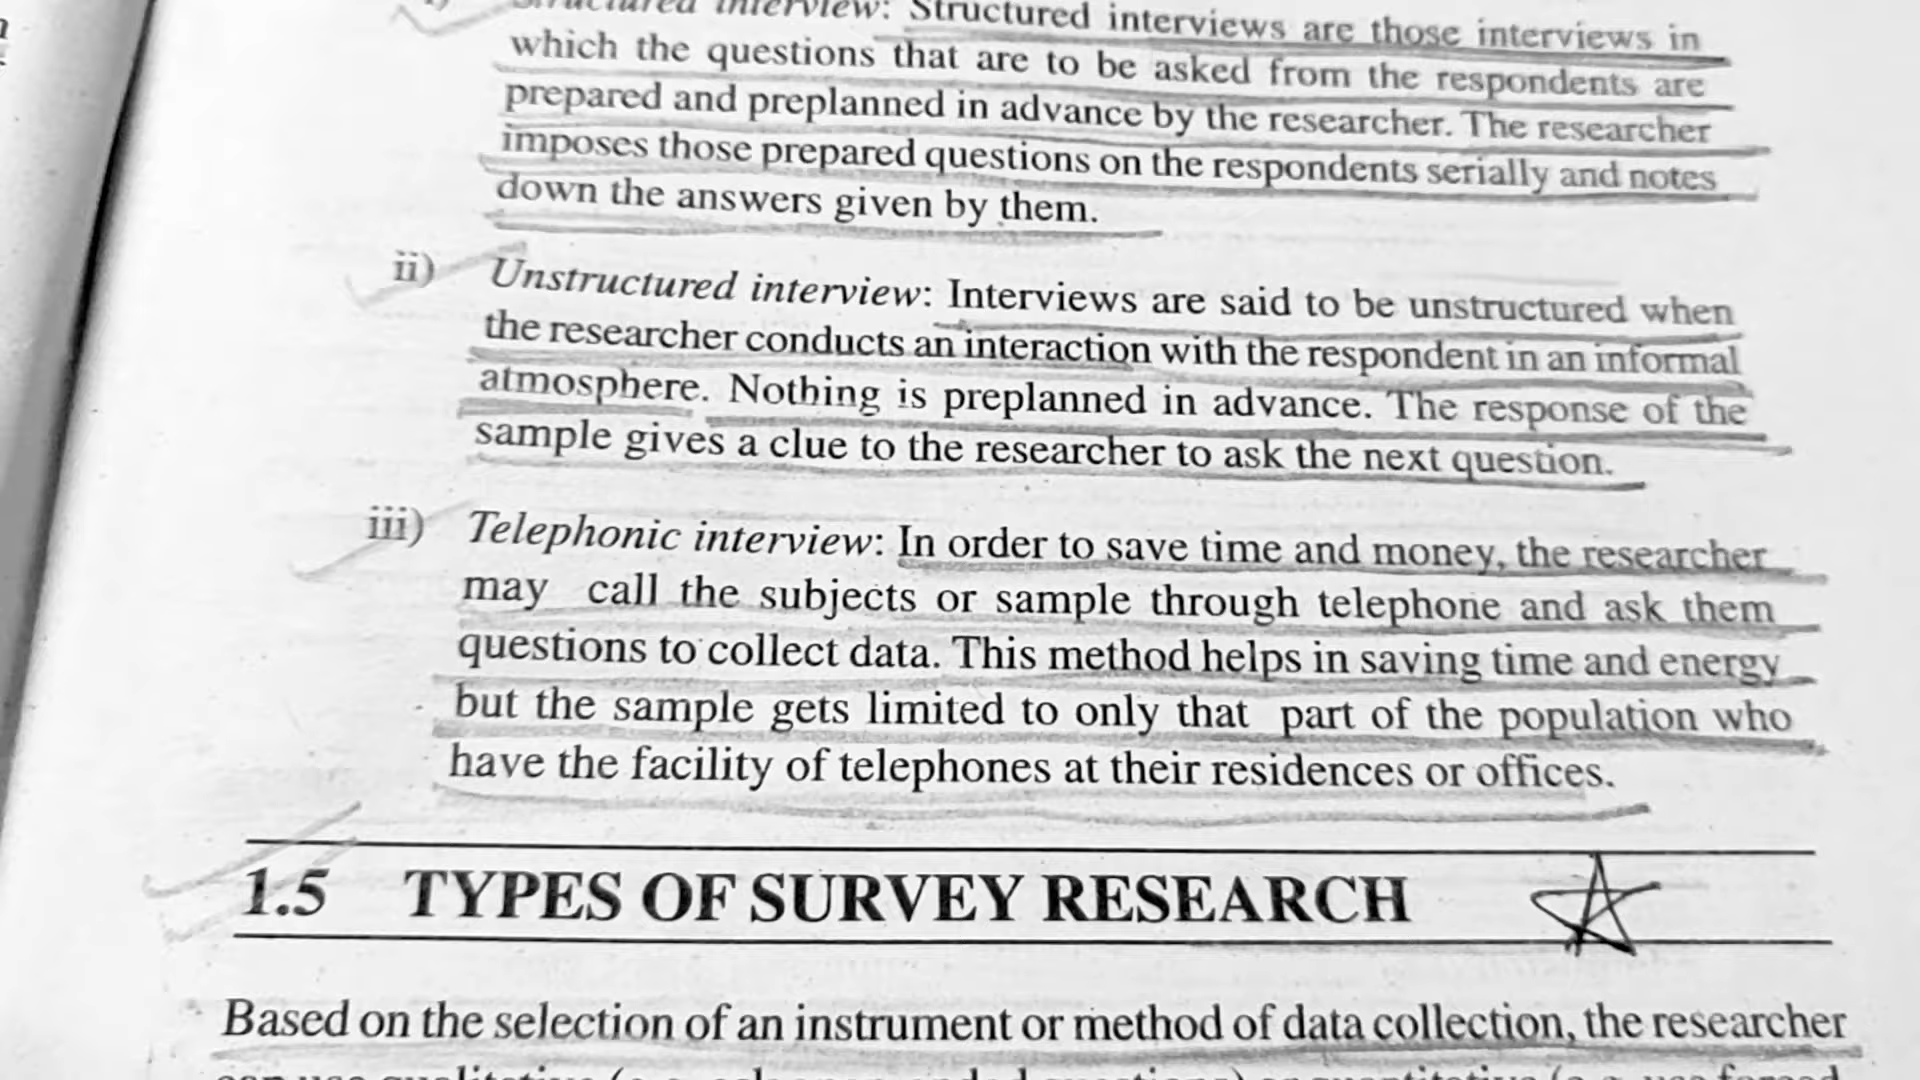 Structured interview: Structured interviews are those interviews in
which the questions that are to be asked from the respondents are
prepared and preplanned in advance by the researcher. The researcher
imposes those prepared questions on the respondents serially and notes
down the answers given by them.
ii) Unstructured interview: Interviews are said to be unstructured when
the researcher conducts an interaction with the respondent in an informal
atmosphere. Nothing is preplanned in advance. The response of the
sample gives a clue to the researcher to ask the next question.
iii) Telephonic interview: In order to save time and money, the researcher
may call the subjects or sample through telephone and ask them
questions to collect data. This method helps in saving time and energy
but the sample gets limited to only that part of the population who
have the facility of telephones at their residences or offices.
1.5 TYPES OF SURVEY RESEARCH
Based on the selection of an instrument or method of data collection, the researcher